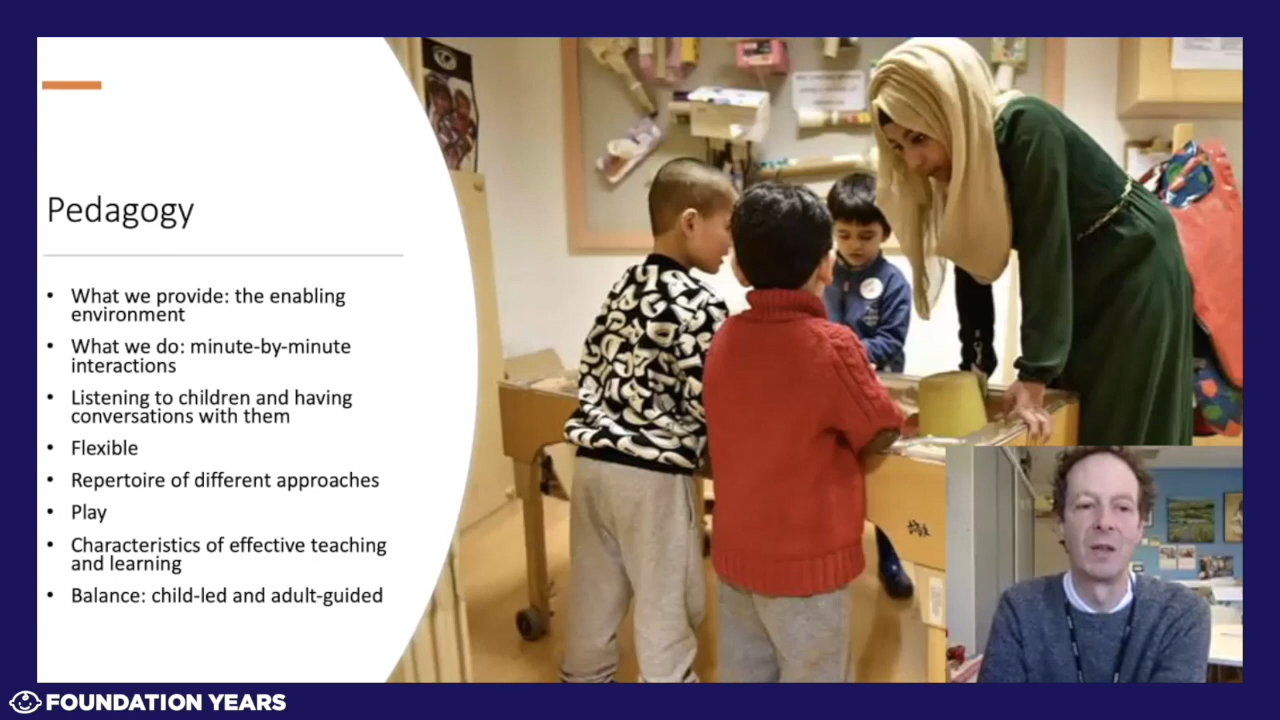 Pedagogy
• What we provide: the enabling
environment
• What we do: minute-by-minute
interactions
• Listening to children and having
conversations with them
• Flexible
• Repertoire of different approaches
• Play
• Characteristics of effective teaching
and learning
• Balance: child-led and adult-guided
FOUNDATION YEARS